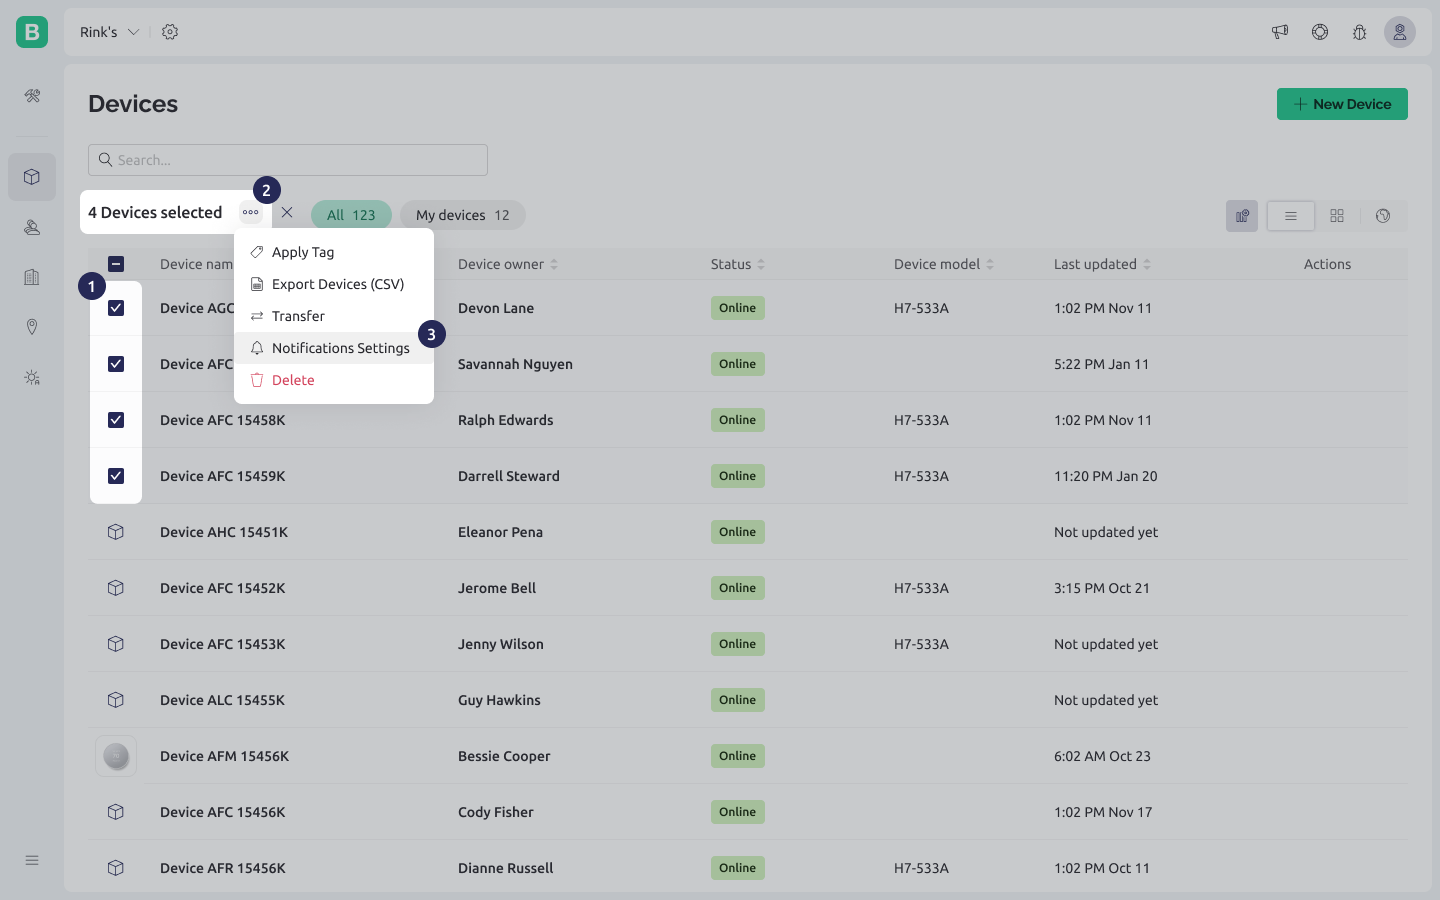 B
Rink's
Devices
New Device
Search...
2
4 Devices selected
All 123
My devices 12
Apply Tag
Export Devices (CSV)
Transfer
Notifications Settings
3
Delete
Device nam
Device owner
Status
Device model
Last updated
Actions
1
Device AGC
Devon Lane
Online
H7-533A
1:02 PM Nov 11
Device AFC
Savannah Nguyen
Online
5:22 PM Jan 11
Device AFC 15458K
Ralph Edwards
Online
H7-533A
1:02 PM Nov 11
Device AFC 15459K
Darrell Steward
Online
H7-533A
11:20 PM Jan 20
Device AHC 15451K
Eleanor Pena
Online
Not updated yet
Device AFC 15452K
Jerome Bell
Online
H7-533A
3:15 PM Oct 21
Device AFC 15453K
Jenny Wilson
Online
H7-533A
Not updated yet
Device ALC 15455K
Guy Hawkins
Online
Not updated yet
Device AFM 15456K
Bessie Cooper
Online
6:02 AM Oct 23
Device AFC 15456K
Cody Fisher
Online
1:02 PM Nov 17
Device AFR 15456K
Dianne Russell
Online
H7-533A
1:02 PM Oct 11